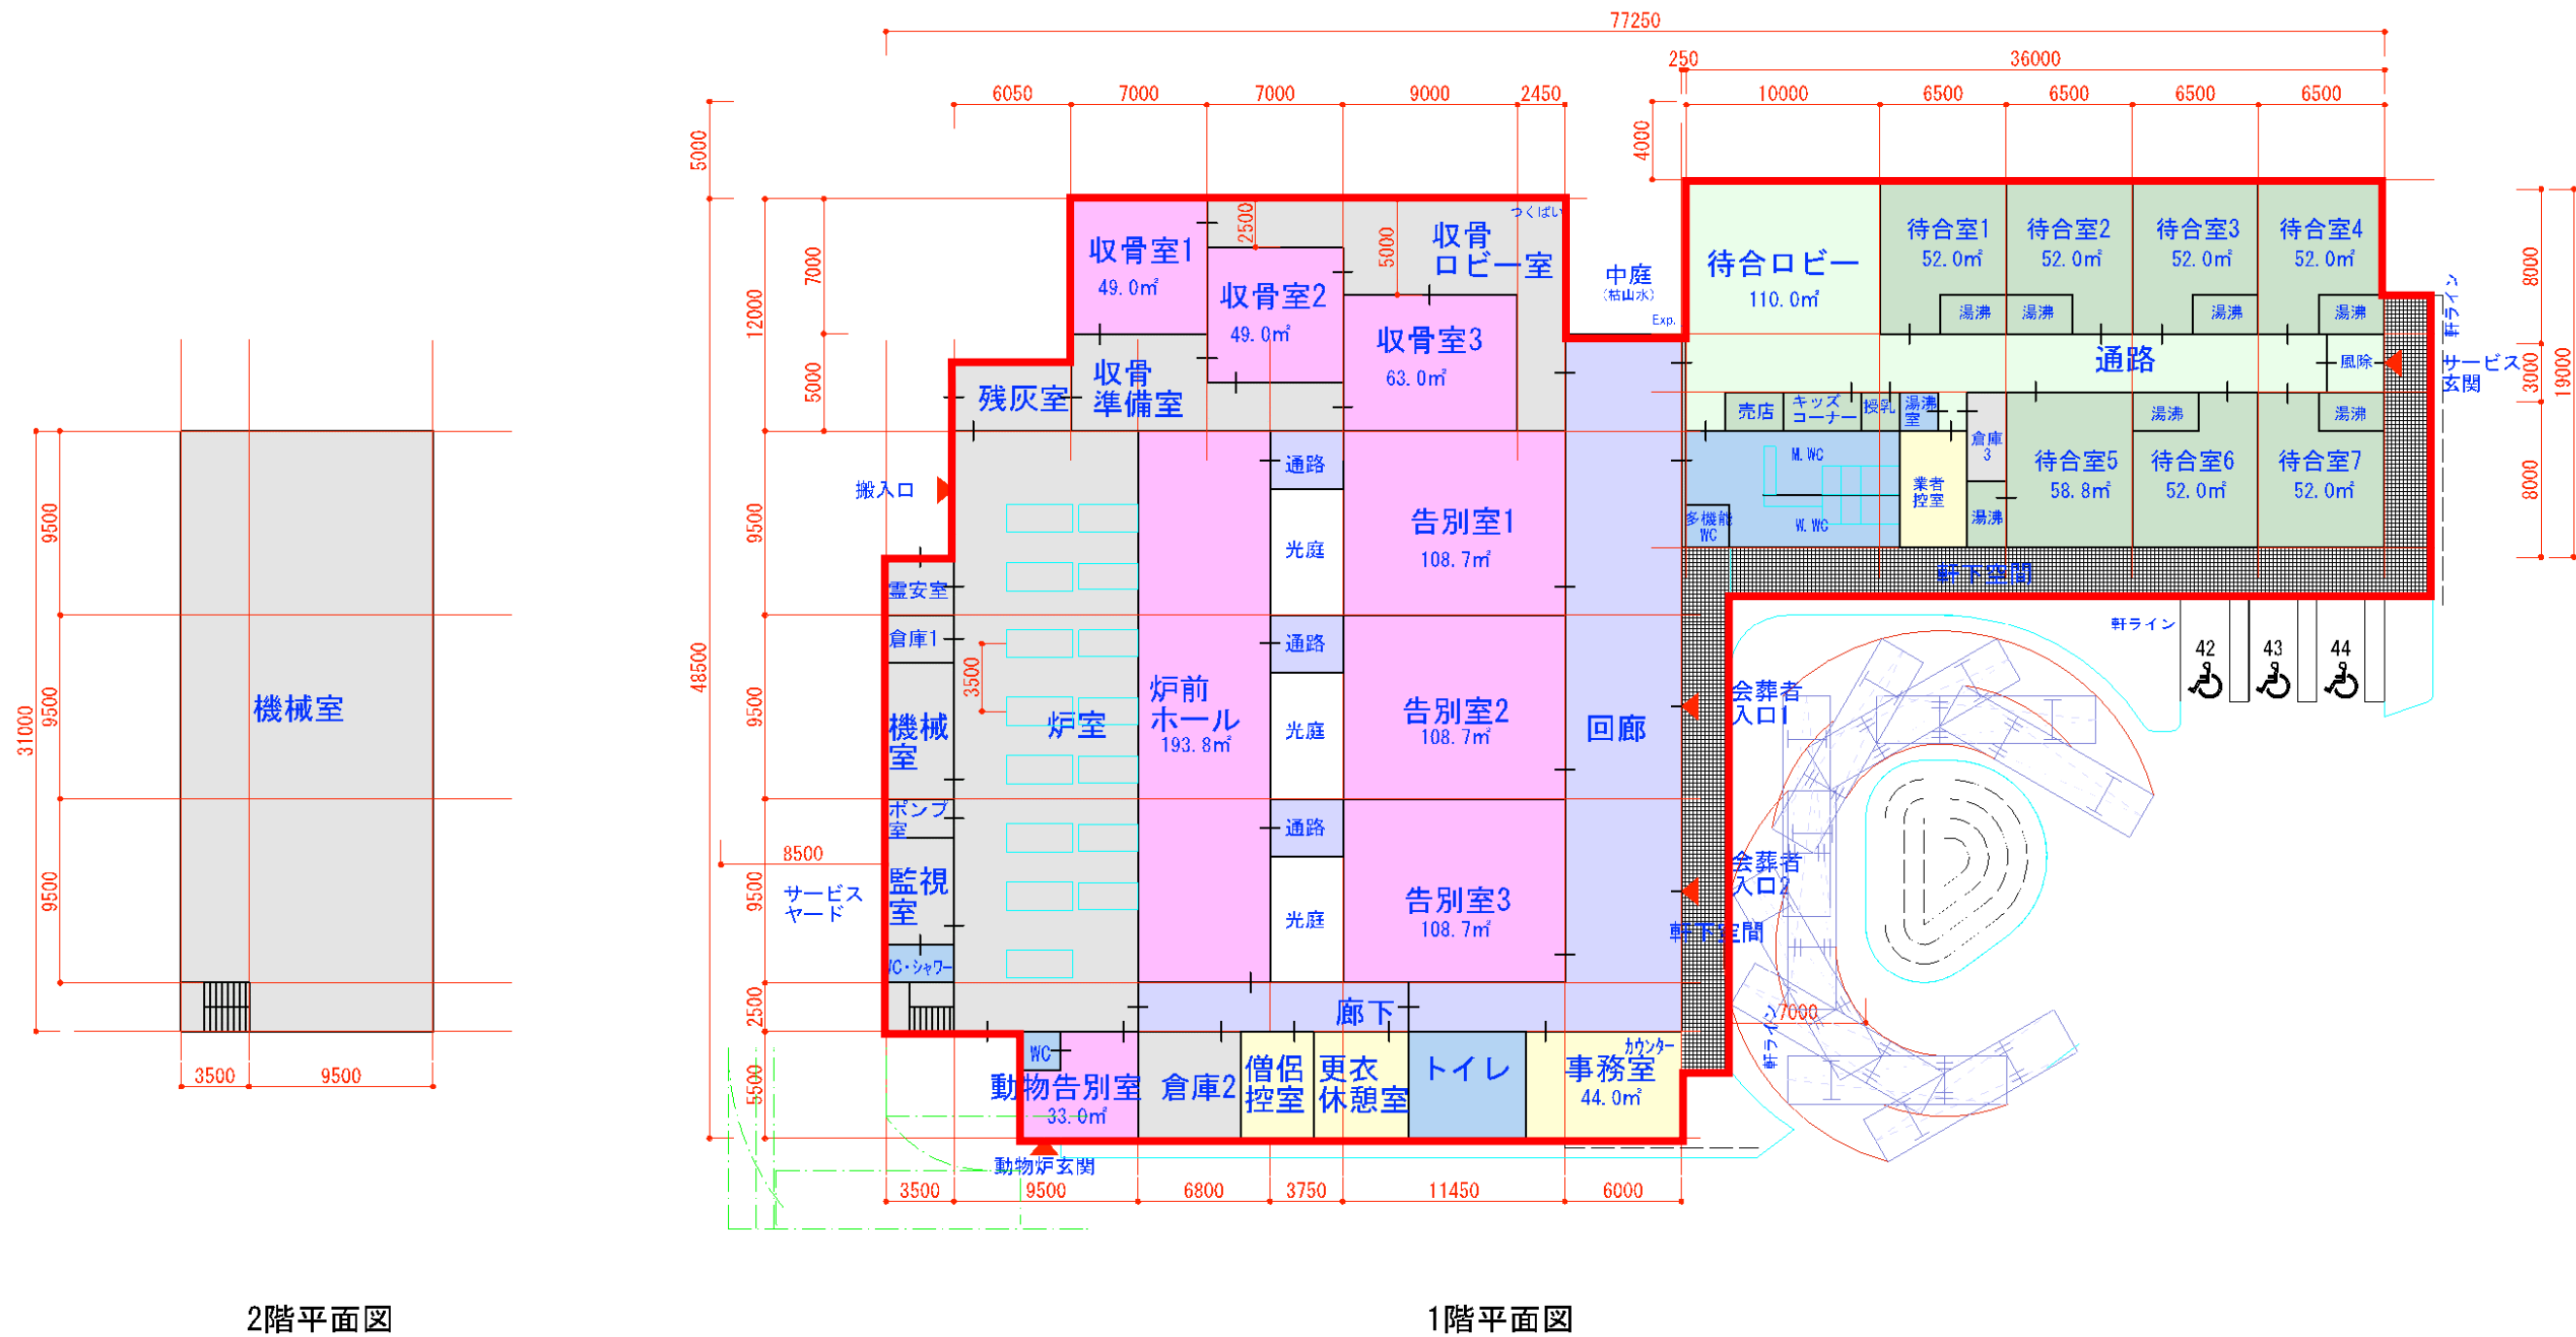 77250
250
36000
6050
7000
7000
9000
2450
10000
6500
6500
6500
6500
5000
4000
12000
7000
5000
2500
5000
48500
9500
9500
9500
2500
5500
8500
3500
収骨室1
49.0㎡
収骨室2
49.0㎡
収骨室3
63.0㎡
収骨
ロビー室
つくばい
中庭
(枯山水)
Exp.
待合ロビー
110.0㎡
待合室1
52.0㎡
待合室2
52.0㎡
待合室3
52.0㎡
待合室4
52.0㎡
湯沸
湯沸
湯沸
湯沸
通路
風除
サービス
玄関
軒ライン
8000
3000
8000
19000
残灰室
収骨
準備室
売店
キッズ
コーナー
授乳
湯沸
室
倉庫
3
湯沸
湯沸
湯沸
M.WC
W.WC
多機能
WC
業者
控室
待合室5
58.8㎡
待合室6
52.0㎡
待合室7
52.0㎡
軒下空間
軒ライン
42
43
44
搬入口
霊安室
倉庫1
機械
室
ポンプ
室
監視
室
WC・シャワー
サービス
ヤード
炉室
炉前
ホール
193.8㎡
通路
光庭
通路
光庭
通路
光庭
告別室1
108.7㎡
告別室2
108.7㎡
告別室3
108.7㎡
回廊
会葬者
入口1
会葬者
入口2
軒下空間
軒ライン
7000
廊下
WC
動物告別室
33.0㎡
倉庫2
僧侶
控室
更衣
休憩室
トイレ
カウンター
事務室
44.0㎡
動物炉玄関
3500
9500
6800
3750
11450
6000
1階平面図
31000
9500
9500
9500
機械室
3500
9500
2階平面図